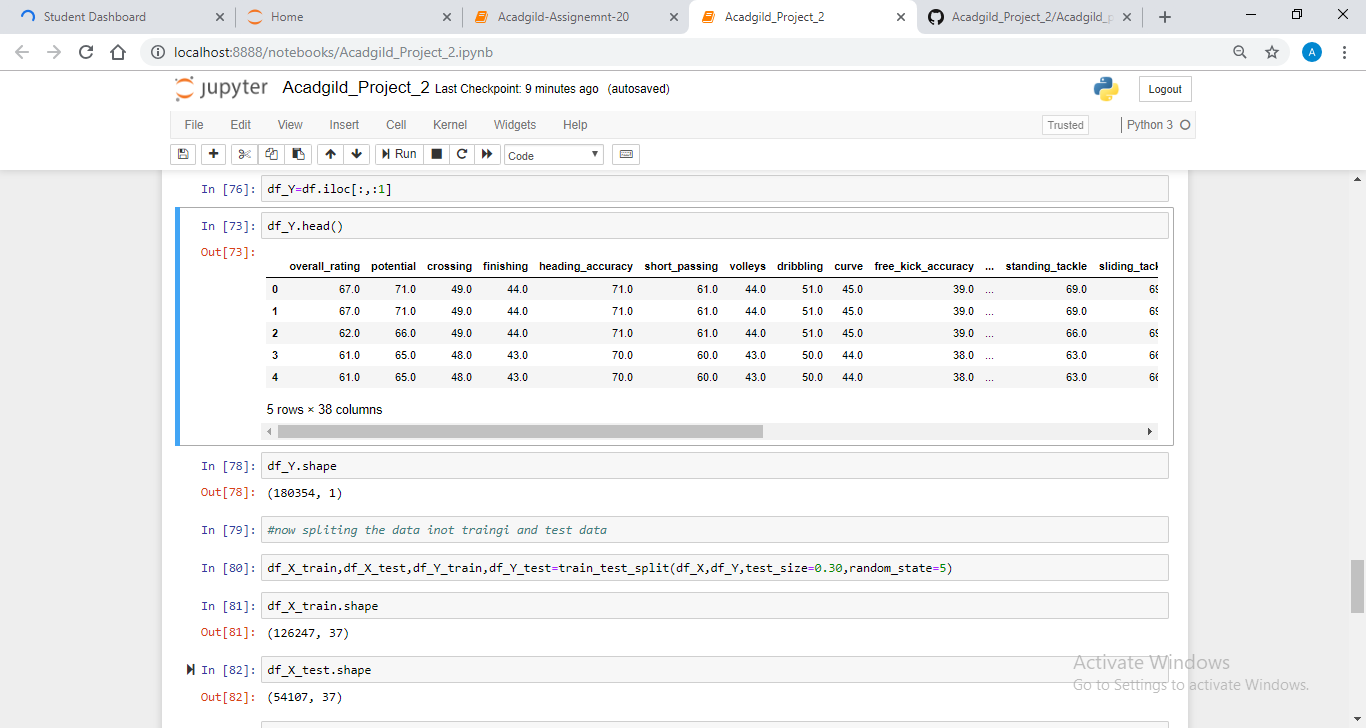 Student Dashboard
Home
Acadgild-Assignemnt-20
Acadgild_Project_2
Acadgild_Project_2/Acadgild_p
localhost:8888/notebooks/Acadgild_Project_2.ipynb
A
jupyter Acadgild_Project_2 Last Checkpoint: 9 minutes ago (autosaved)
Logout
File Edit View Insert Cell Kernel Widgets Help
Trusted
Python 3
Run
Code
In [76]: df_Y=df.iloc[:,:1]
In [73]: df_Y.head()
Out[73]:
overall_rating potential crossing finishing heading_accuracy short_passing volleys dribbling curve free_kick_accuracy ... standing_tackle sliding_tack
0 67.0 71.0 49.0 44.0 71.0 61.0 44.0 51.0 45.0 39.0 ... 69.0 69
1 67.0 71.0 49.0 44.0 71.0 61.0 44.0 51.0 45.0 39.0 ... 69.0 69
2 62.0 66.0 49.0 44.0 71.0 61.0 44.0 51.0 45.0 39.0 ... 66.0 69
3 61.0 65.0 48.0 43.0 70.0 60.0 43.0 50.0 44.0 38.0 ... 63.0 66
4 61.0 65.0 48.0 43.0 70.0 60.0 43.0 50.0 44.0 38.0 ... 63.0 66
5 rows × 38 columns
In [78]: df_Y.shape
Out[78]: (180354, 1)
In [79]: #now spliting the data inot traingi and test data
In [80]: df_X_train,df_X_test,df_Y_train,df_Y_test=train_test_split(df_X,df_Y,test_size=0.30,random_state=5)
In [81]: df_X_train.shape
Out[81]: (126247, 37)
In [82]: df_X_test.shape
Out[82]: (54107, 37)
Activate Windows
Go to Settings to activate Windows.